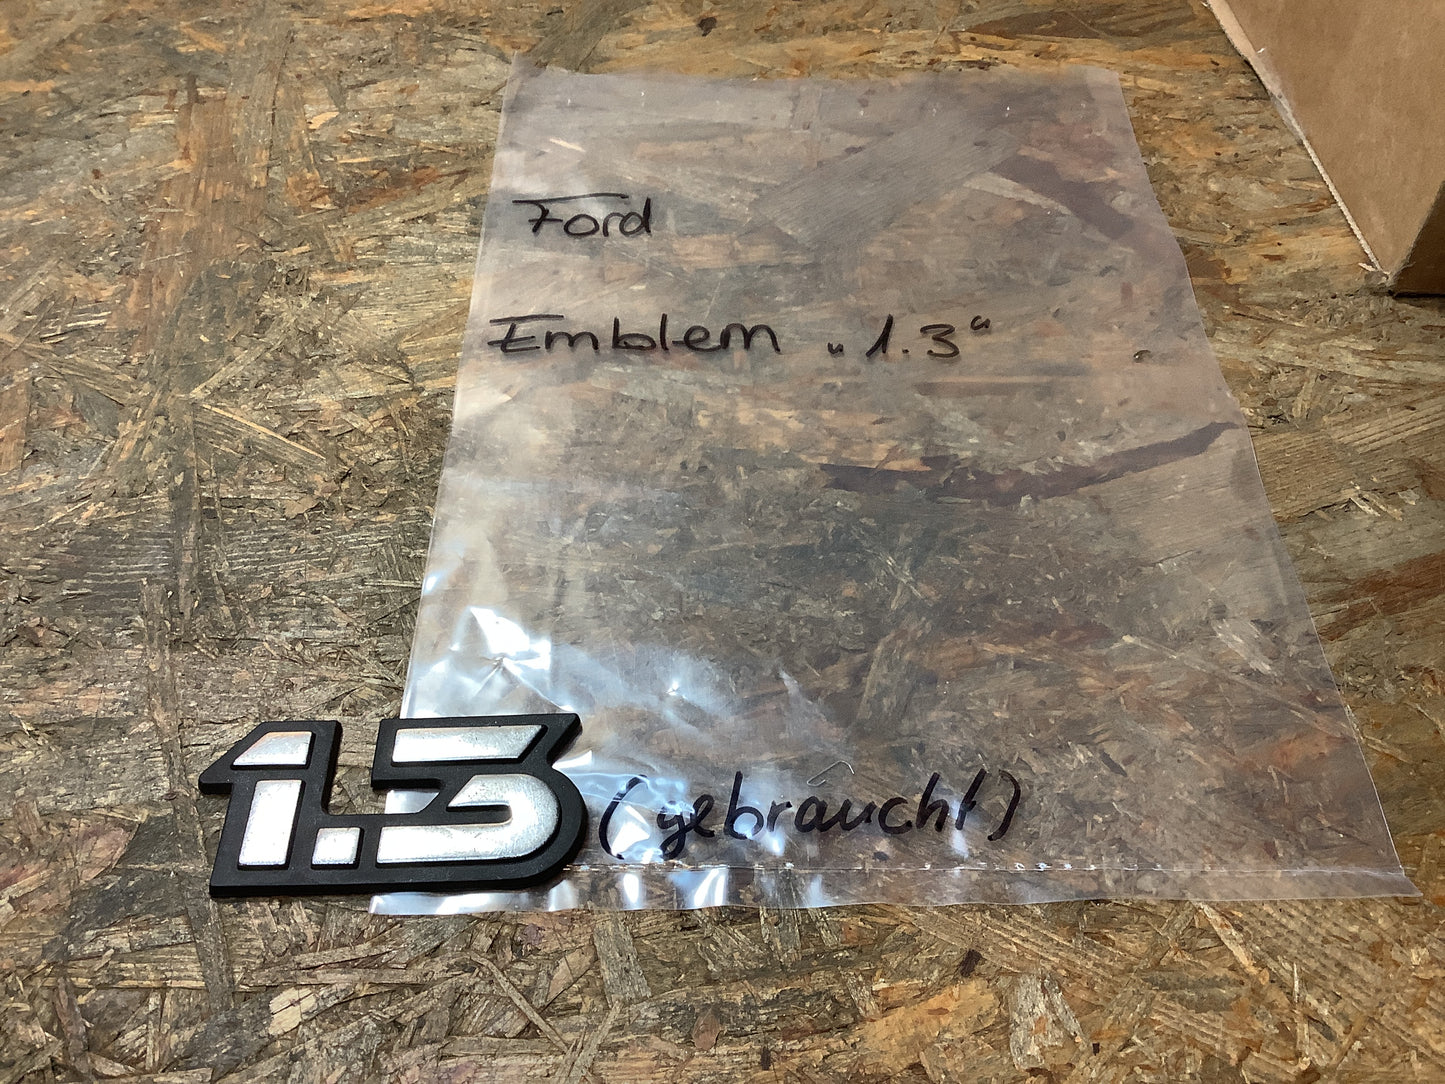 Ford
Emblem „1.3“
1.3 (gebraucht)